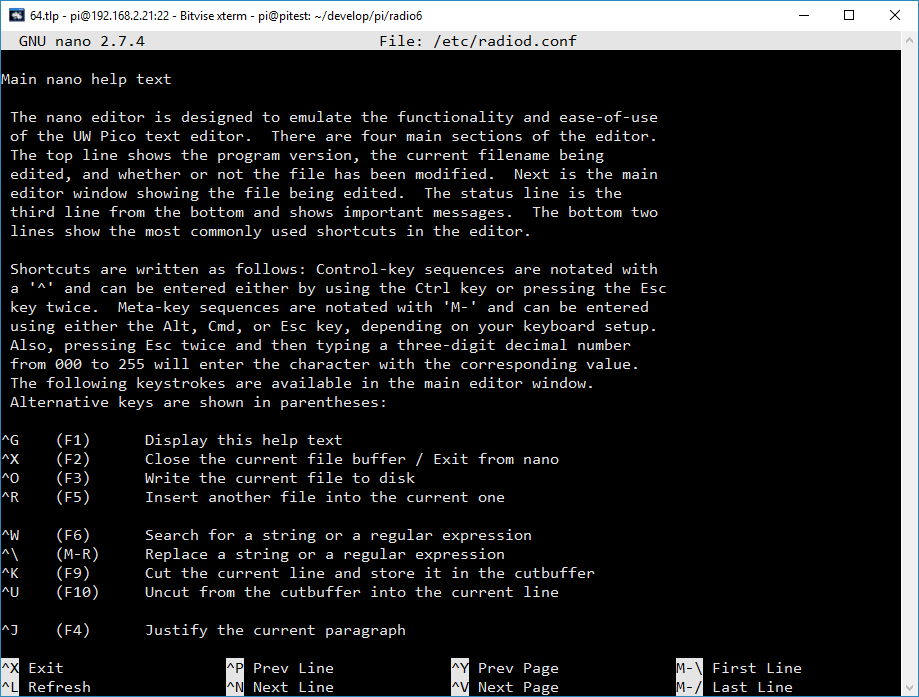 64.tlp - pi@192.168.2.21:22 - Bitvise xterm - pi@pitest: ~/develop/pi/radio6
GNU nano 2.7.4 File: /etc/radiod.conf
Main nano help text
The nano editor is designed to emulate the functionality and ease-of-use
of the UW Pico text editor.  There are four main sections of the editor.
The top line shows the program version, the current filename being
edited, and whether or not the file has been modified.  Next is the main
editor window showing the file being edited.  The status line is the
third line from the bottom and shows important messages.  The bottom two
lines show the most commonly used shortcuts in the editor.
Shortcuts are written as follows: Control-key sequences are notated with
a '^' and can be entered either by using the Ctrl key or pressing the Esc
key twice.  Meta-key sequences are notated with 'M-' and can be entered
using either the Alt, Cmd, or Esc key, depending on your keyboard setup.
Also, pressing Esc twice and then typing a three-digit decimal number
from 000 to 255 will enter the character with the corresponding value.
The following keystrokes are available in the main editor window.
Alternative keys are shown in parentheses:
^G (F1) Display this help text
^X (F2) Close the current file buffer / Exit from nano
^O (F3) Write the current file to disk
^R (F5) Insert another file into the current one
^W (F6) Search for a string or a regular expression
^\ (M-R) Replace a string or a regular expression
^K (F9) Cut the current line and store it in the cutbuffer
^U (F10) Uncut from the cutbuffer into the current line
^J (F4) Justify the current paragraph
^X Exit ^P Prev Line ^Y Prev Page M-\ First Line
^L Refresh ^N Next Line ^V Next Page M-/ Last Line